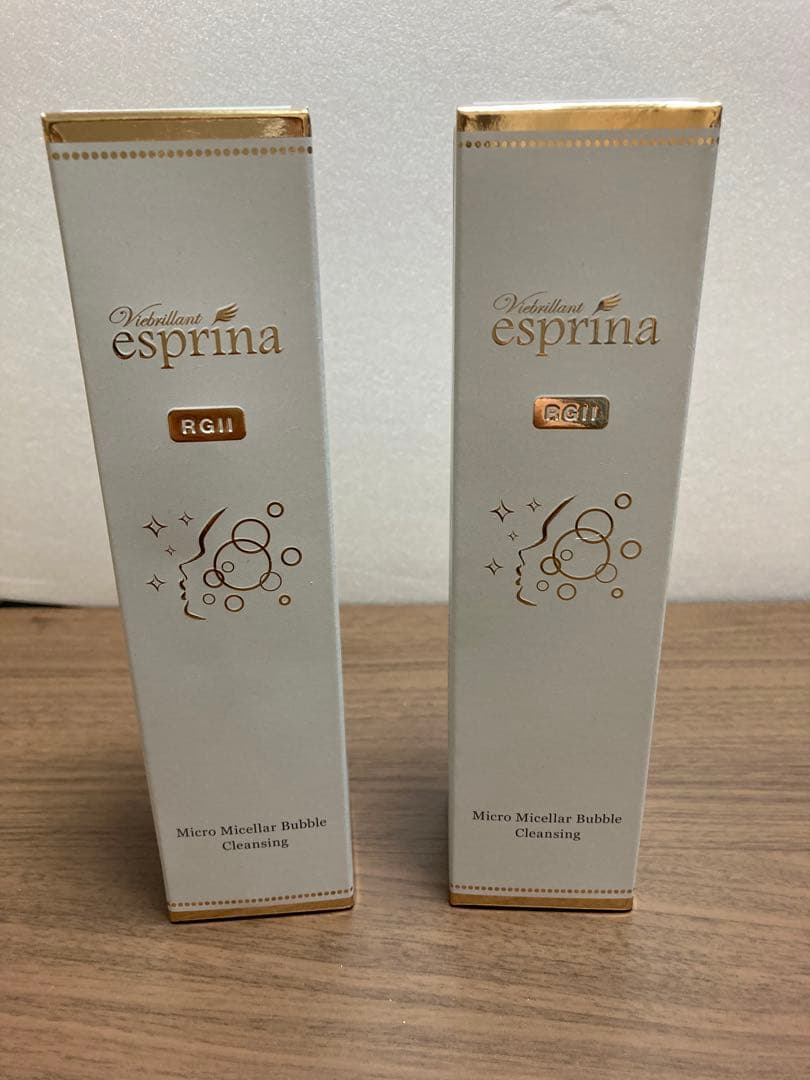 Viebrillant
esprina
RGII
Micro Micellar Bubble
Cleansing
Viebrillant
esprina
RGII
Micro Micellar Bubble
Cleansing